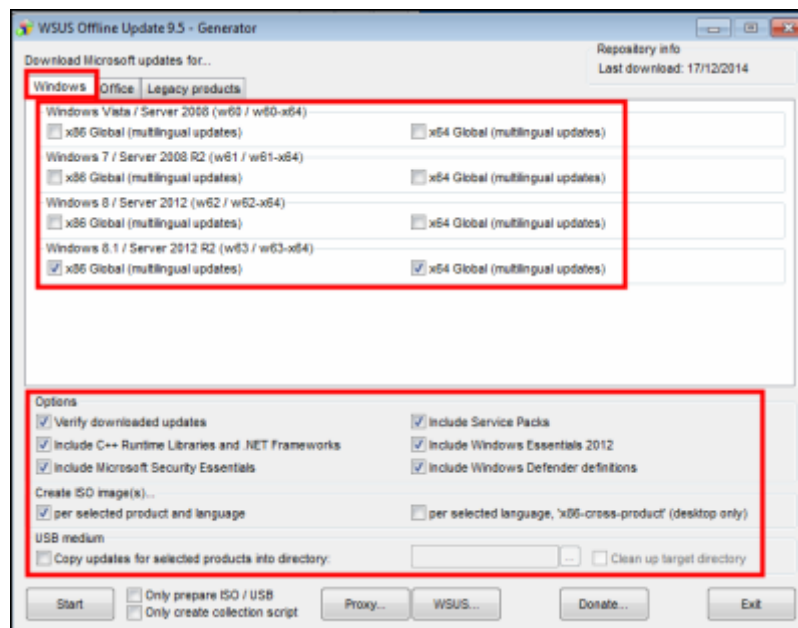 WSUS Offline Update 9.5 - Generator
Download Microsoft updates for...
Repository info
Last download: 17/12/2014
Windows Office Legacy products
Windows Vista / Server 2008 (w60 / w60-x64)
x86 Global (multilingual updates) x64 Global (multilingual updates)
Windows 7 / Server 2008 R2 (w61 / w61-x64)
x86 Global (multilingual updates) x64 Global (multilingual updates)
Windows 8 / Server 2012 (w62 / w62-x64)
x86 Global (multilingual updates) x64 Global (multilingual updates)
Windows 8.1 / Server 2012 R2 (w63 / w63-x64)
x86 Global (multilingual updates) x64 Global (multilingual updates)
Options
Verify downloaded updates Include Service Packs
Include C++ Runtime Libraries and .NET Frameworks Include Windows Essentials 2012
Include Microsoft Security Essentials Include Windows Defender definitions
Create ISO image(s)...
per selected product and language per selected language, 'x86-cross-product' (desktop only)
USB medium
Copy updates for selected products into directory: ... Clean up target directory
Start Only prepare ISO / USB Proxy... WSUS... Donate... Exit
Only create collection script